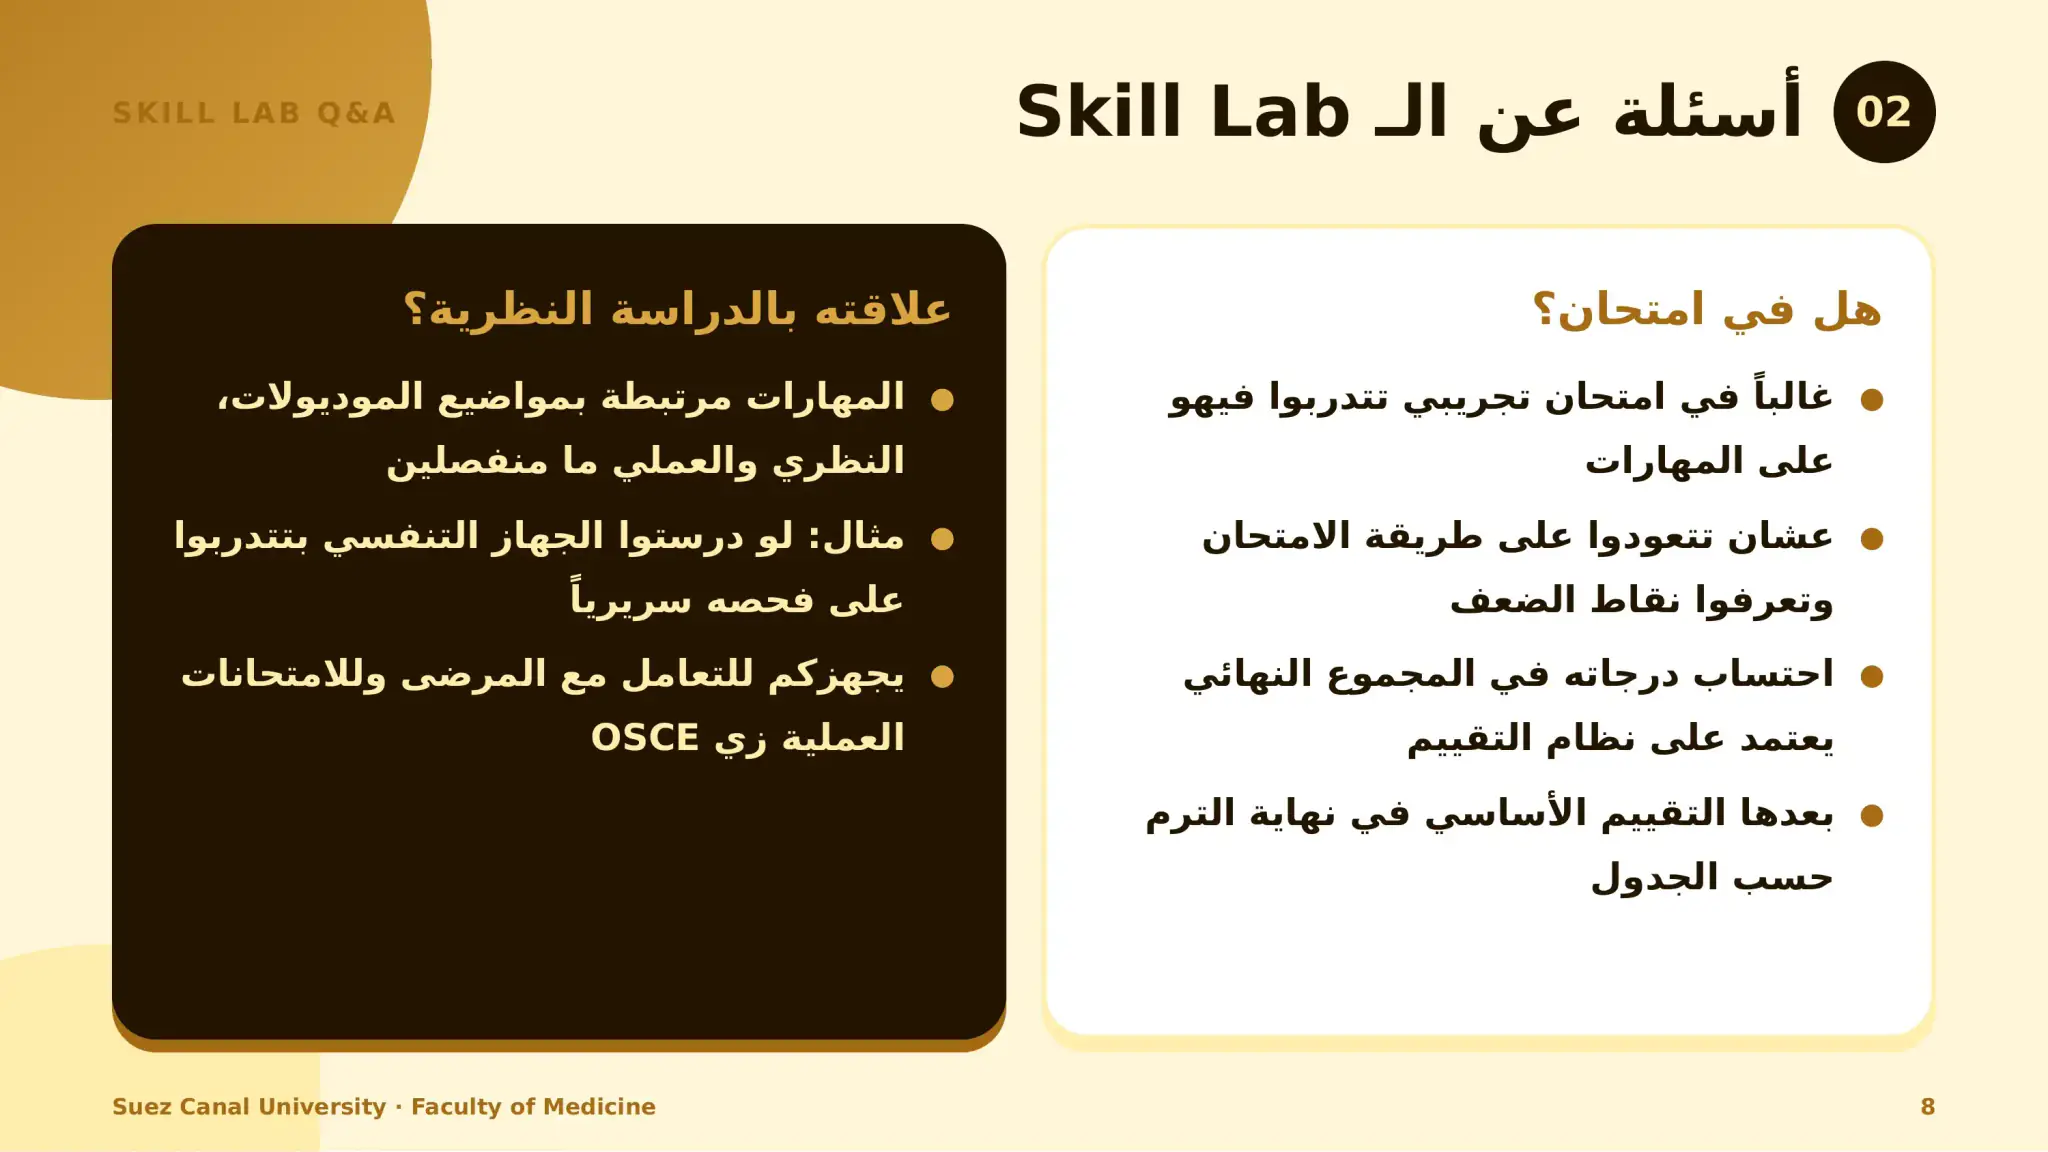 02
أسئلة عن الـ Skill Lab
SKILL LAB Q&A
هل في امتحان؟
غالباً في امتحان تجريبي تتدربوا فيهو
على المهارات
عشان تتعودوا على طريقة الامتحان
وتعرفوا نقاط الضعف
احتساب درجاته في المجموع النهائي
يعتمد على نظام التقييم
بعدها التقييم الأساسي في نهاية الترم
حسب الجدول
علاقته بالدراسة النظرية؟
المهارات مرتبطة بمواضيع الموديولات،
النظري والعملي ما منفصلين
مثال: لو درستوا الجهاز التنفسي بتتدربوا
على فحصه سريرياً
يجهزكم للتعامل مع المرضى وللامتحانات
العملية زي OSCE
Suez Canal University · Faculty of Medicine
8